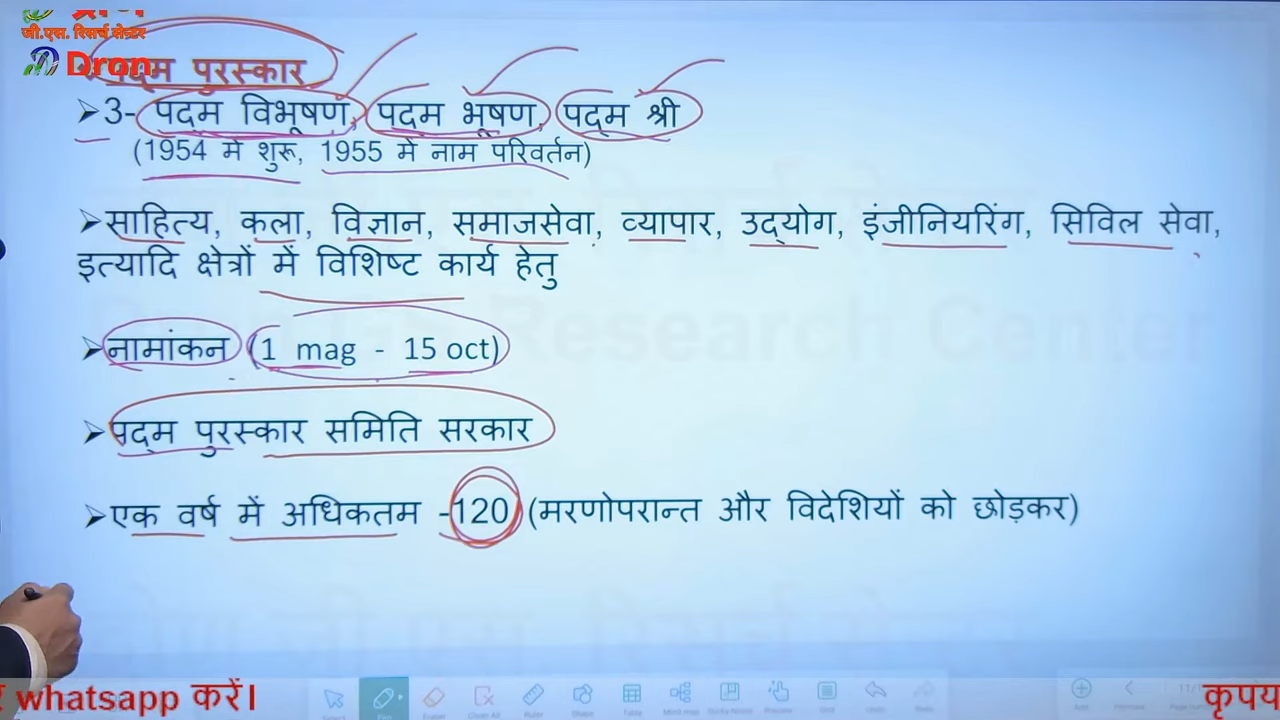 जी.एस. रिसर्च सेन्टर
Dron
पद्म पुरस्कार
➢3- पद्म विभूषण, पद्म भूषण, पद्म श्री
(1954 में शुरू, 1955 में नाम परिवर्तन)
➢साहित्य, कला, विज्ञान, समाजसेवा, व्यापार, उद्योग, इंजीनियरिंग, सिविल सेवा,
इत्यादि क्षेत्रों में विशिष्ट कार्य हेतु
➢नामांकन (1 mag - 15 oct)
➢पद्म पुरस्कार समिति सरकार
➢एक वर्ष में अधिकतम -120 (मरणोपरान्त और विदेशियों को छोड़कर)
Research Center
whatsapp करें। कृपय